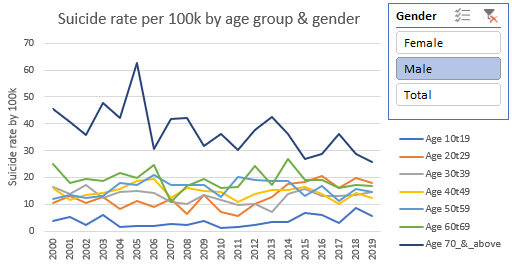 Suicide rate per 100k by age group & gender
Suicide rate by 100k
70
60
50
40
30
20
10
0
2000
2001
2002
2003
2004
2005
2006
2007
2008
2009
2010
2011
2012
2013
2014
2015
2016
2017
2018
2019
Gender
Female
Male
Total
Age 10t19
Age 20t29
Age 30t39
Age 40t49
Age 50t59
Age 60t69
Age 70_&_above